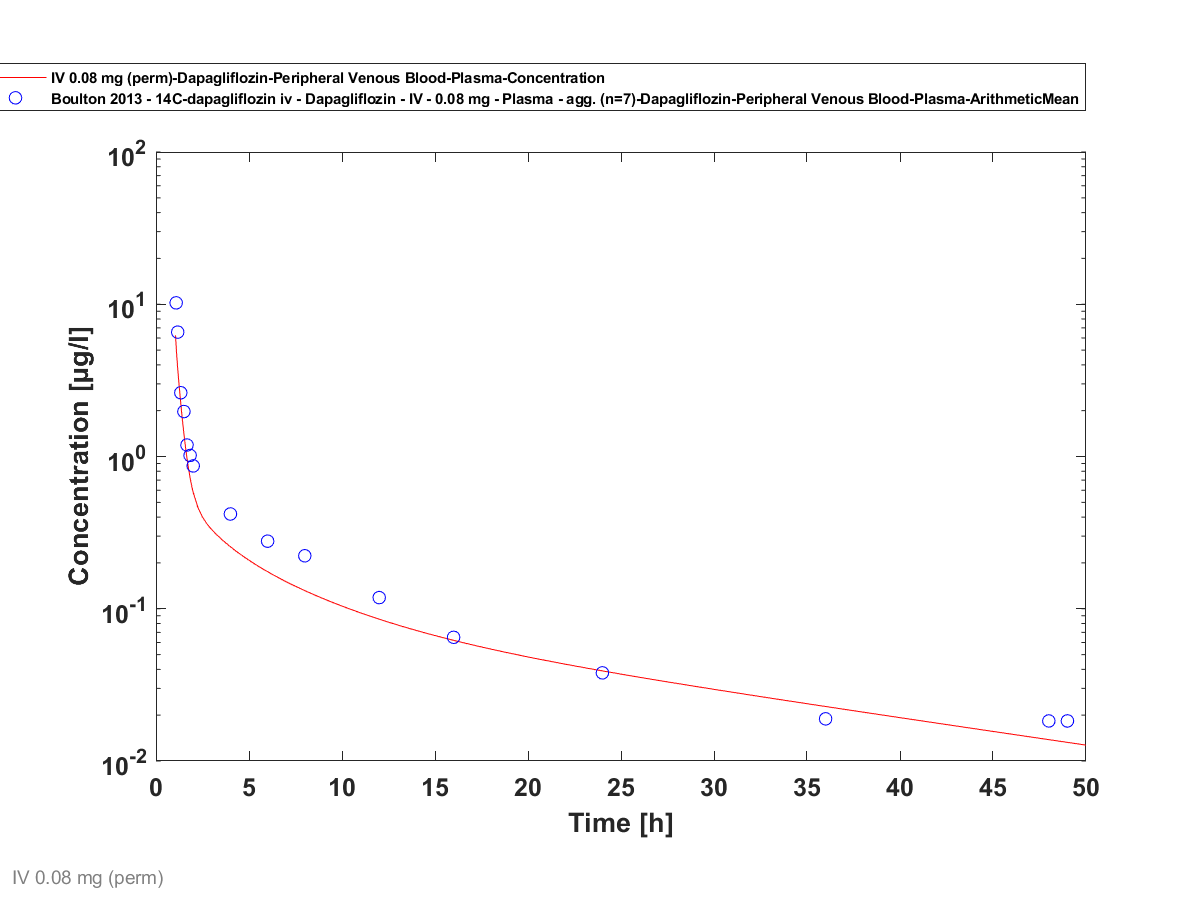 IV 0.08 mg (perm)-Dapagliflozin-Peripheral Venous Blood-Plasma-Concentration
Boulton 2013 - 14C-dapagliflozin iv - Dapagliflozin - IV - 0.08 mg - Plasma - agg. (n=7)-Dapagliflozin-Peripheral Venous Blood-Plasma-ArithmeticMean
10^2
10^1
10^0
10^-1
10^-2
Concentration [µg/l]
0 5 10 15 20 25 30 35 40 45 50
Time [h]
IV 0.08 mg (perm)